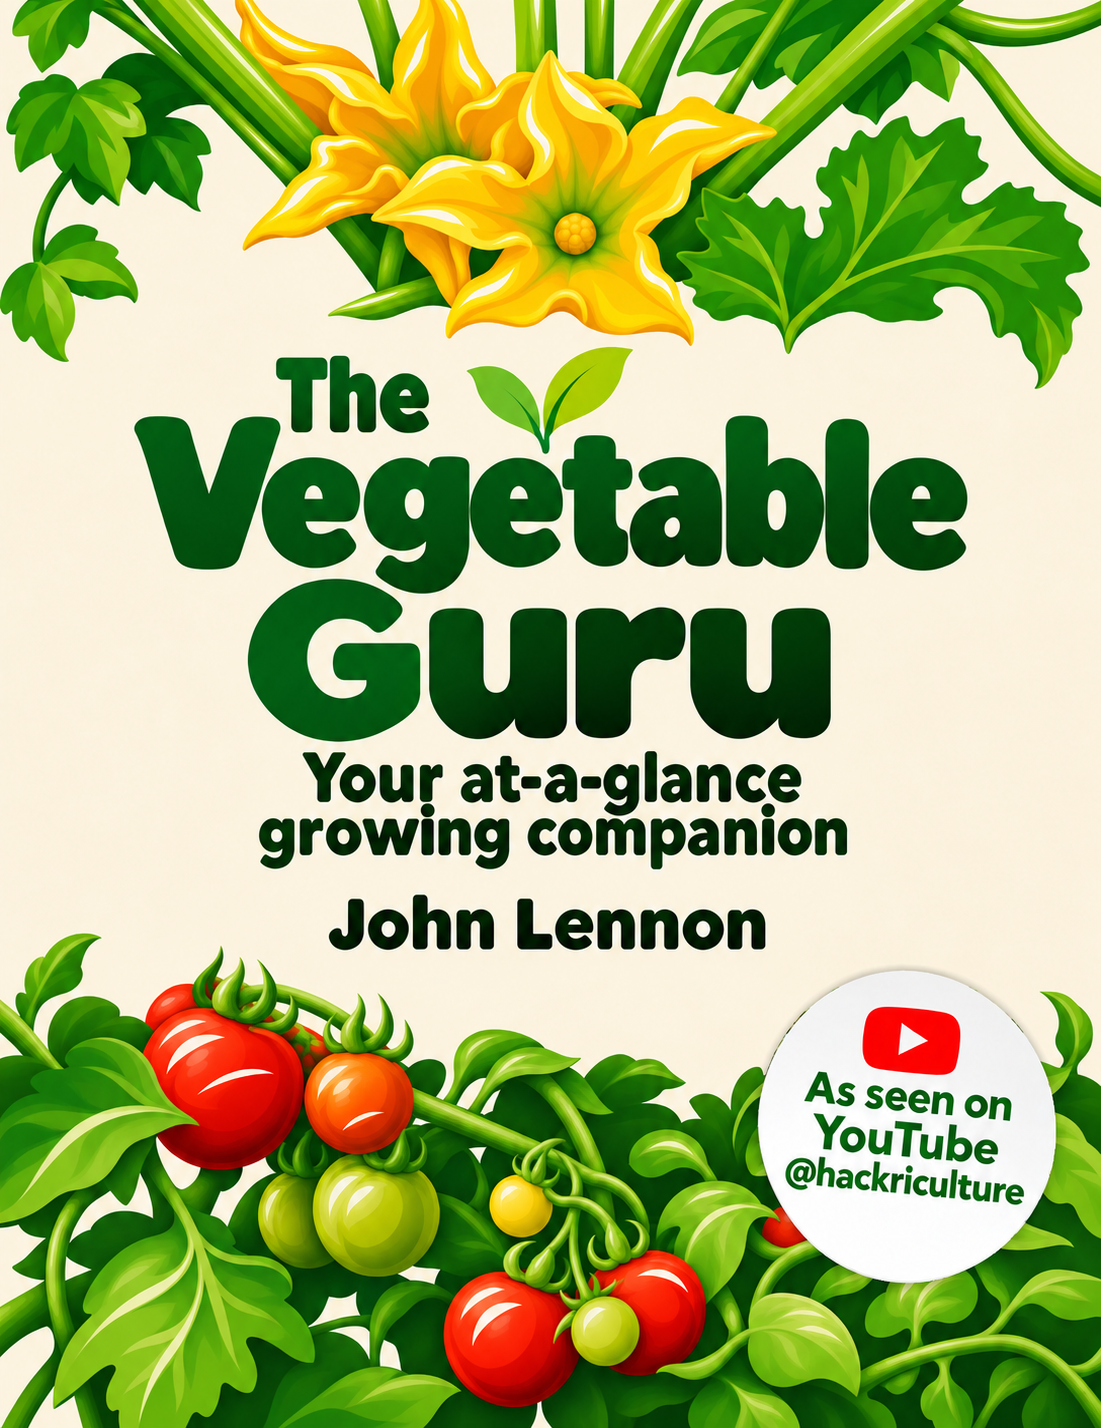 The
Vegetable
Guru
Your at-a-glance
growing companion
John Lennon
As seen on
YouTube
@hackriculture